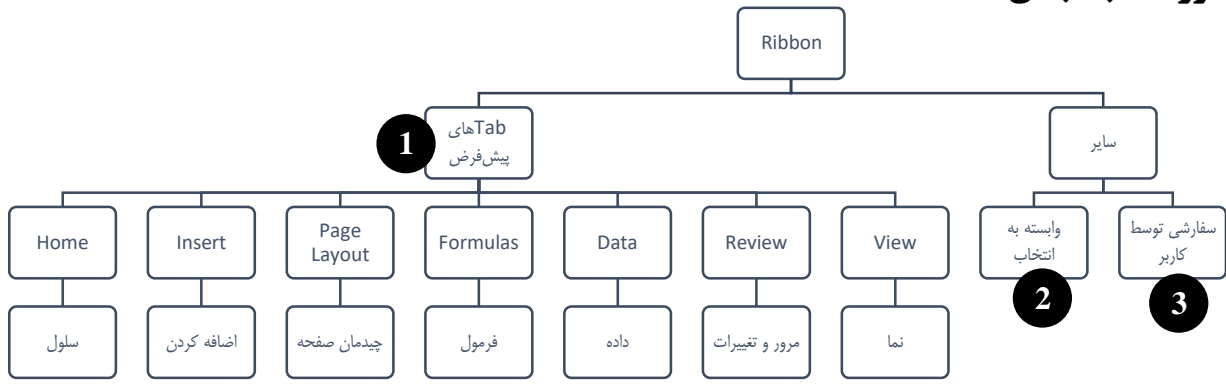 Ribbon
Tabهای
پیش‌فرض
1
سایر
Home
Insert
Page
Layout
Formulas
Data
Review
View
وابسته به
انتخاب
2
سفارشی توسط
کاربر
3
سلول
اضافه کردن
چیدمان صفحه
فرمول
داده
مرور و تغییرات
نما